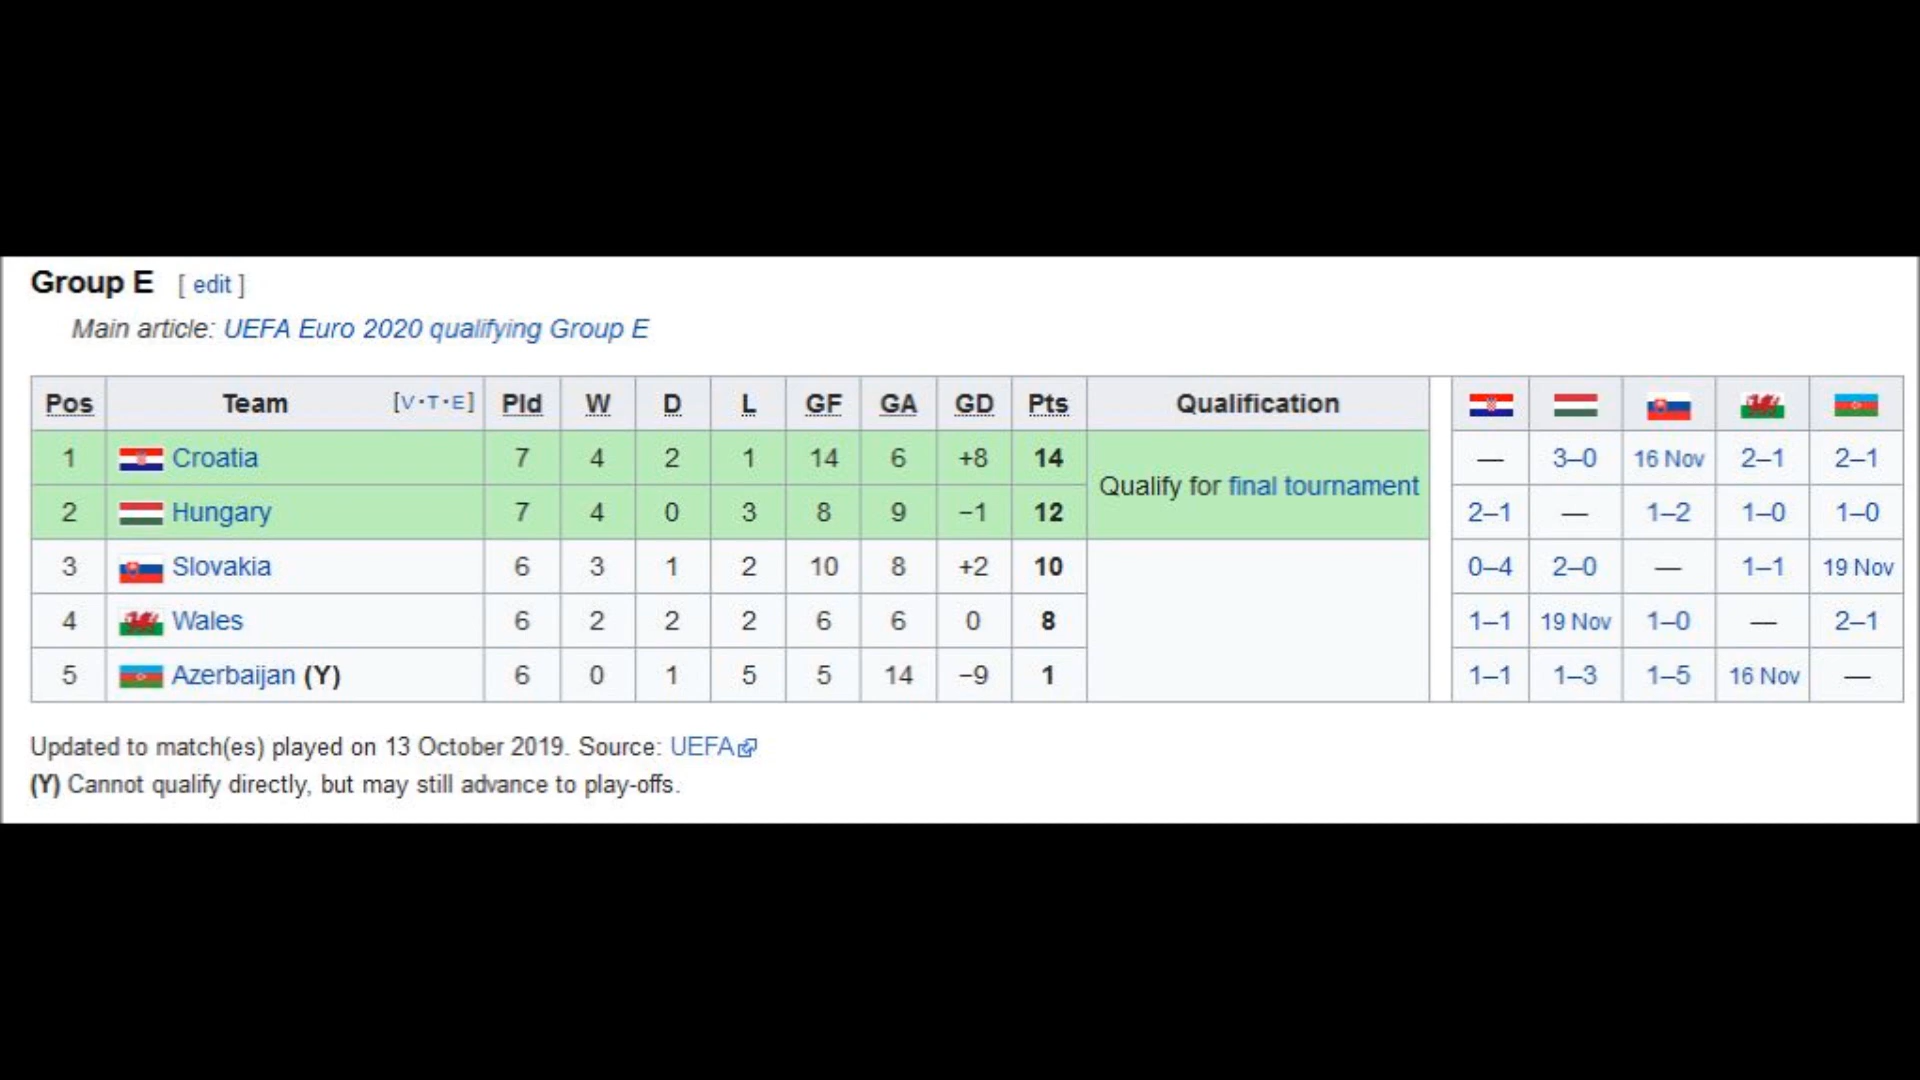 Group E [ edit ]
Main article: UEFA Euro 2020 qualifying Group E
Pos Team [V·T·E] Pld W D L GF GA GD Pts Qualification
1 Croatia 7 4 2 1 14 6 +8 14 Qualify for final tournament — 3–0 16 Nov 2–1 2–1
2 Hungary 7 4 0 3 8 9 −1 12 2–1 — 1–2 1–0 1–0
3 Slovakia 6 3 1 2 10 8 +2 10 0–4 2–0 — 1–1 19 Nov
4 Wales 6 2 2 2 6 6 0 8 1–1 19 Nov 1–0 — 2–1
5 Azerbaijan (Y) 6 0 1 5 5 14 −9 1 1–1 1–3 1–5 16 Nov —
Updated to match(es) played on 13 October 2019. Source: UEFA
(Y) Cannot qualify directly, but may still advance to play-offs.